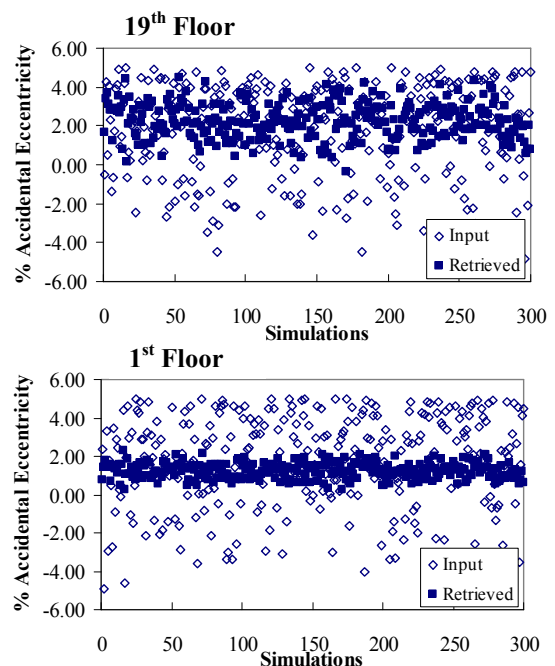 19th Floor
% Accidental Eccentricity
6.00
4.00
2.00
0.00
-2.00
-4.00
-6.00
Input
Retrieved
0 50 100 150 200 250 300
Simulations
1st Floor
% Accidental Eccentricity
6.00
4.00
2.00
0.00
-2.00
-4.00
-6.00
Input
Retrieved
0 50 100 150 200 250 300
Simulations